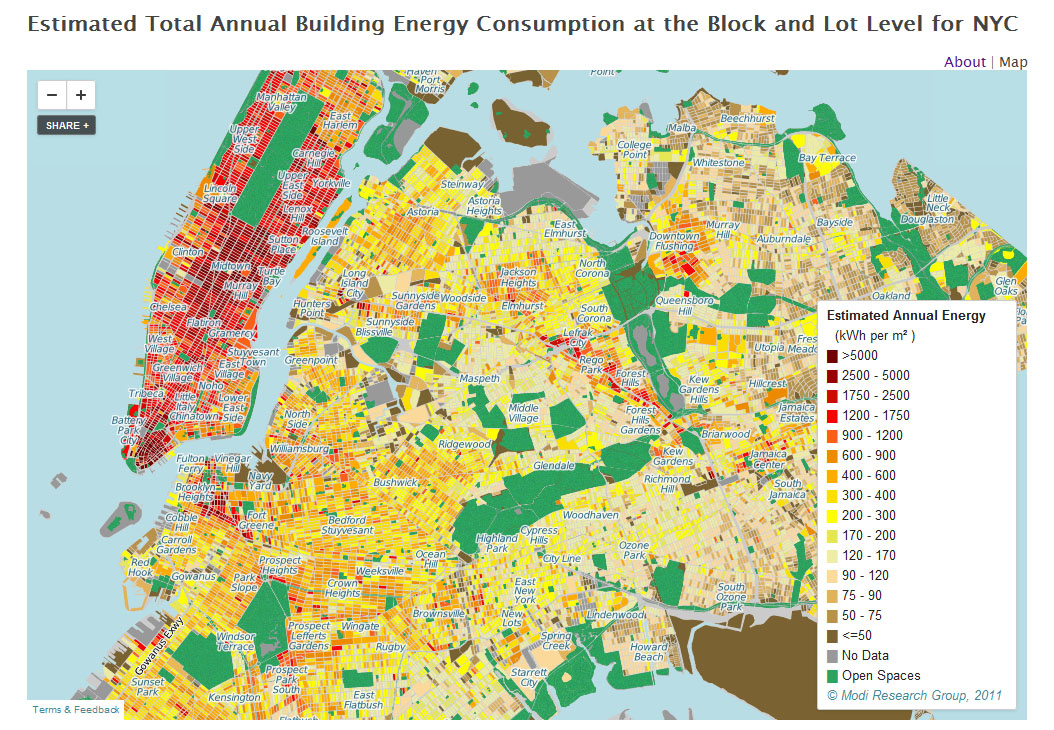 Estimated Total Annual Building Energy Consumption at the Block and Lot Level for NYC
About | Map
−
+
SHARE +
Haven
Port
Morris
Point
Manhattan
Valley
East
Harlem
Upper
West
Side
Carnegie
Hill
Upper
East
Side
Yorkville
Lenox
Hill
Lincoln
Square
Roosevelt
Island
Sutton
Place
Clinton
Midtown
Turtle
Bay
Murray
Hill
Chelsea
Flatiron
Gramercy
West
Village
Stuyvesant
Town
Greenwich
Village
East
Village
Noho
Tribeca
Little
Italy
Lower
East
Side
Chinatown
Battery
Park
City
Steinway
Astoria
Astoria
Heights
East
Elmhurst
Long
Island
City
Hunters
Point
Sunnyside
Gardens
Woodside
Jackson
Heights
Elmhurst
North
Corona
South
Corona
Sunnyside
Blissville
Greenpoint
Lefrak
City
Rego
Park
Forest
Hills
Maspeth
Middle
Village
Forest
Hills
Gardens
Kew
Gardens
Hills
Malba
Beechhurst
College
Point
Whitestone
Bay Terrace
Little
Neck
Douglaston
Downtown
Flushing
Murray
Hill
Bayside
Auburndale
Queensboro
Hill
Oakland
Glen
Oaks
Utopia
Fres
Meado
Hillcrest
Jamaica
Estates
Briarwood
Kew
Gardens
Jamaica
Center
Richmond
Hill
South
Jamaica
North
Side
Williamsburg
Ridgewood
Glendale
Bushwick
Fulton
Ferry
Vinegar
Hill
Navy
Yard
Brooklyn
Heights
Cobble
Hill
Fort
Greene
Bedford
Stuyvesant
Carroll
Gardens
Red
Hook
Gowanus
Park
Slope
Prospect
Heights
Crown
Heights
Weeksville
Ocean
Hill
Highland
Park
Cypress
Hills
Woodhaven
City Line
Ozone
Park
East
New
York
New
Lots
Brownsville
South
Ozone
Park
Lindenwood
Howard
Beach
Spring
Creek
Starrett
City
Gowanus Exwy
Windsor
Terrace
Prospect
Lefferts
Gardens
Wingate
Rugby
Prospect
Park
South
East
Flatbush
Sunset
Park
Kensington
Flatbush
Estimated Annual Energy
(kWh per m² )
>5000
2500 - 5000
1750 - 2500
1200 - 1750
900 - 1200
600 - 900
400 - 600
300 - 400
200 - 300
170 - 200
120 - 170
90 - 120
75 - 90
50 - 75
<=50
No Data
Open Spaces
© Modi Research Group, 2011
Terms & Feedback